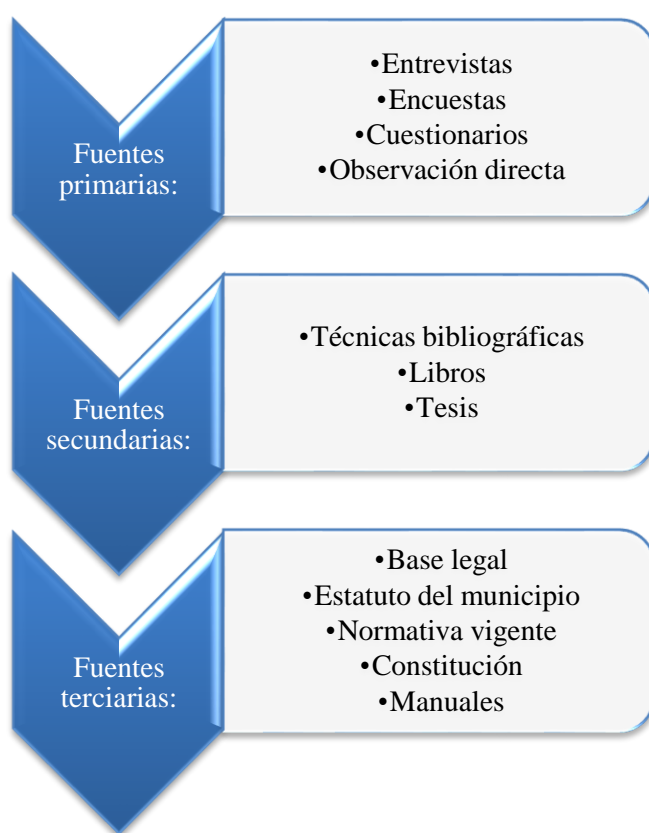 Fuentes
primarias:
•Entrevistas
•Encuestas
•Cuestionarios
•Observación directa
Fuentes
secundarias:
•Técnicas bibliográficas
•Libros
•Tesis
Fuentes
terciarias:
•Base legal
•Estatuto del municipio
•Normativa vigente
•Constitución
•Manuales